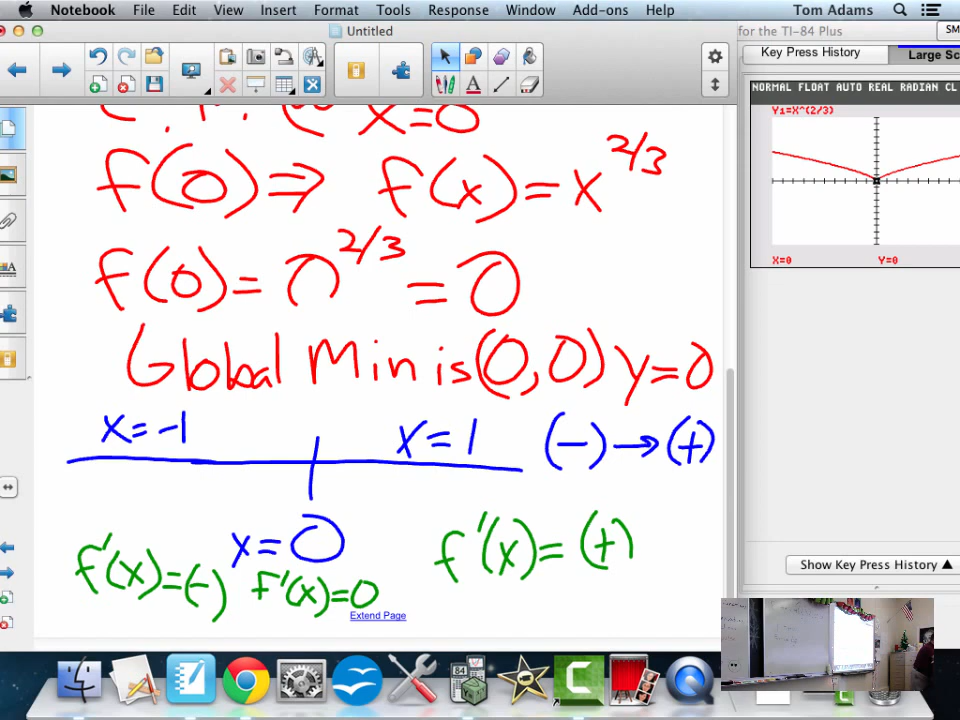 Notebook File Edit View Insert Format Tools Response Window Add-ons Help Tom Adams
Untitled
for the TI-84 Plus
SM
Key Press History
Large Sc
NORMAL FLOAT AUTO REAL RADIAN CL
Y1=X^(2/3)
X=0 Y=0
x=0
f(0)⇒ f(x)=x^2/3
f(0)=0^2/3 = 0
Global Min is (0,0) y=0
x=-1 x=1 (-)→(+)
x=0
f'(x)=(-) f'(x)=0 f'(x)=(+)
Extend Page
Show Key Press History ▲